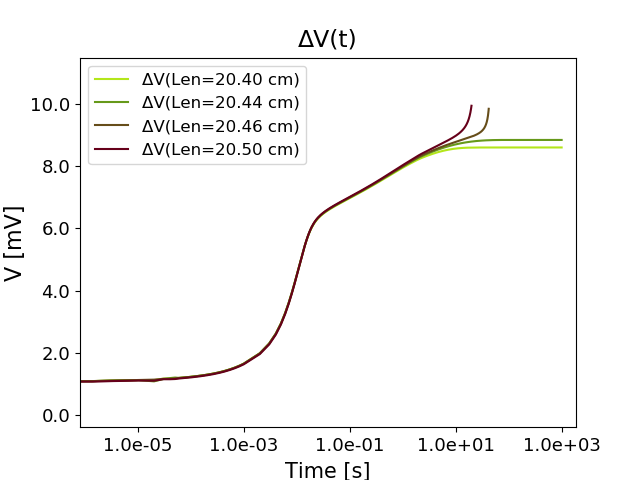 ΔV(t)
ΔV(Len=20.40 cm)
ΔV(Len=20.44 cm)
ΔV(Len=20.46 cm)
ΔV(Len=20.50 cm)
V [mV]
10.0
8.0
6.0
4.0
2.0
0.0
1.0e-05 1.0e-03 1.0e-01 1.0e+01 1.0e+03
Time [s]